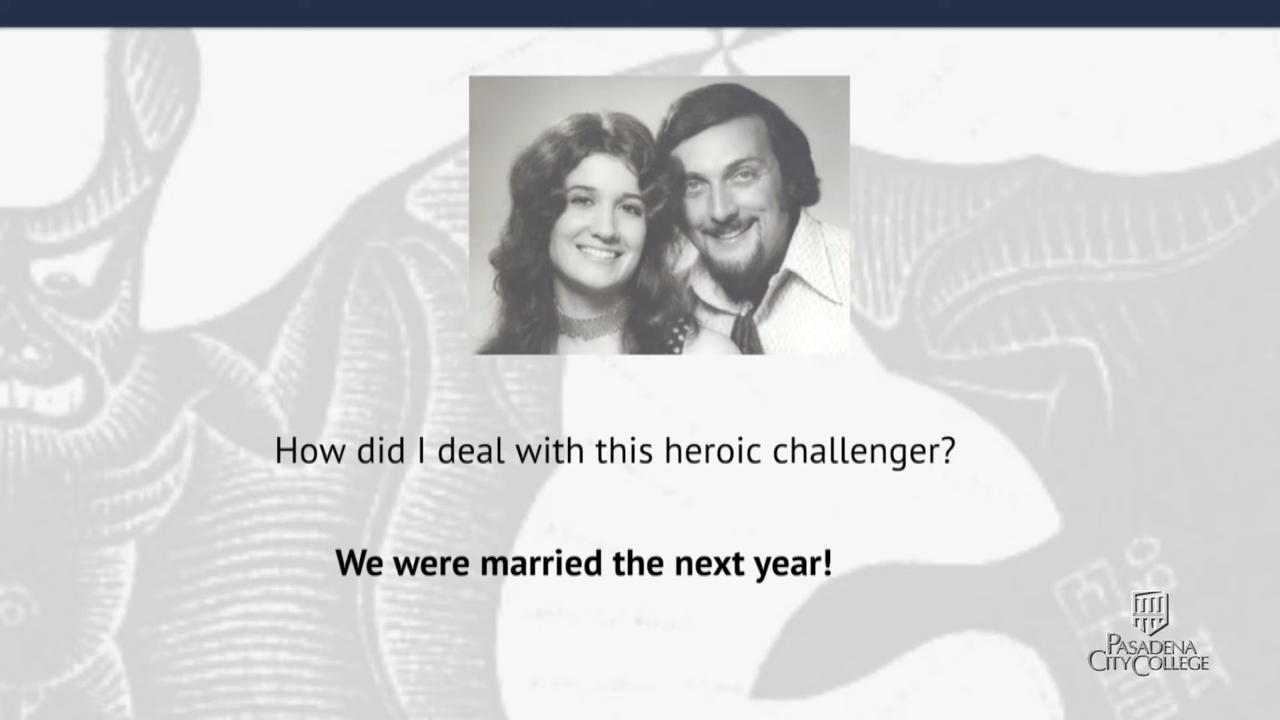 How did I deal with this heroic challenger?
We were married the next year!
PASADENA
CITY COLLEGE